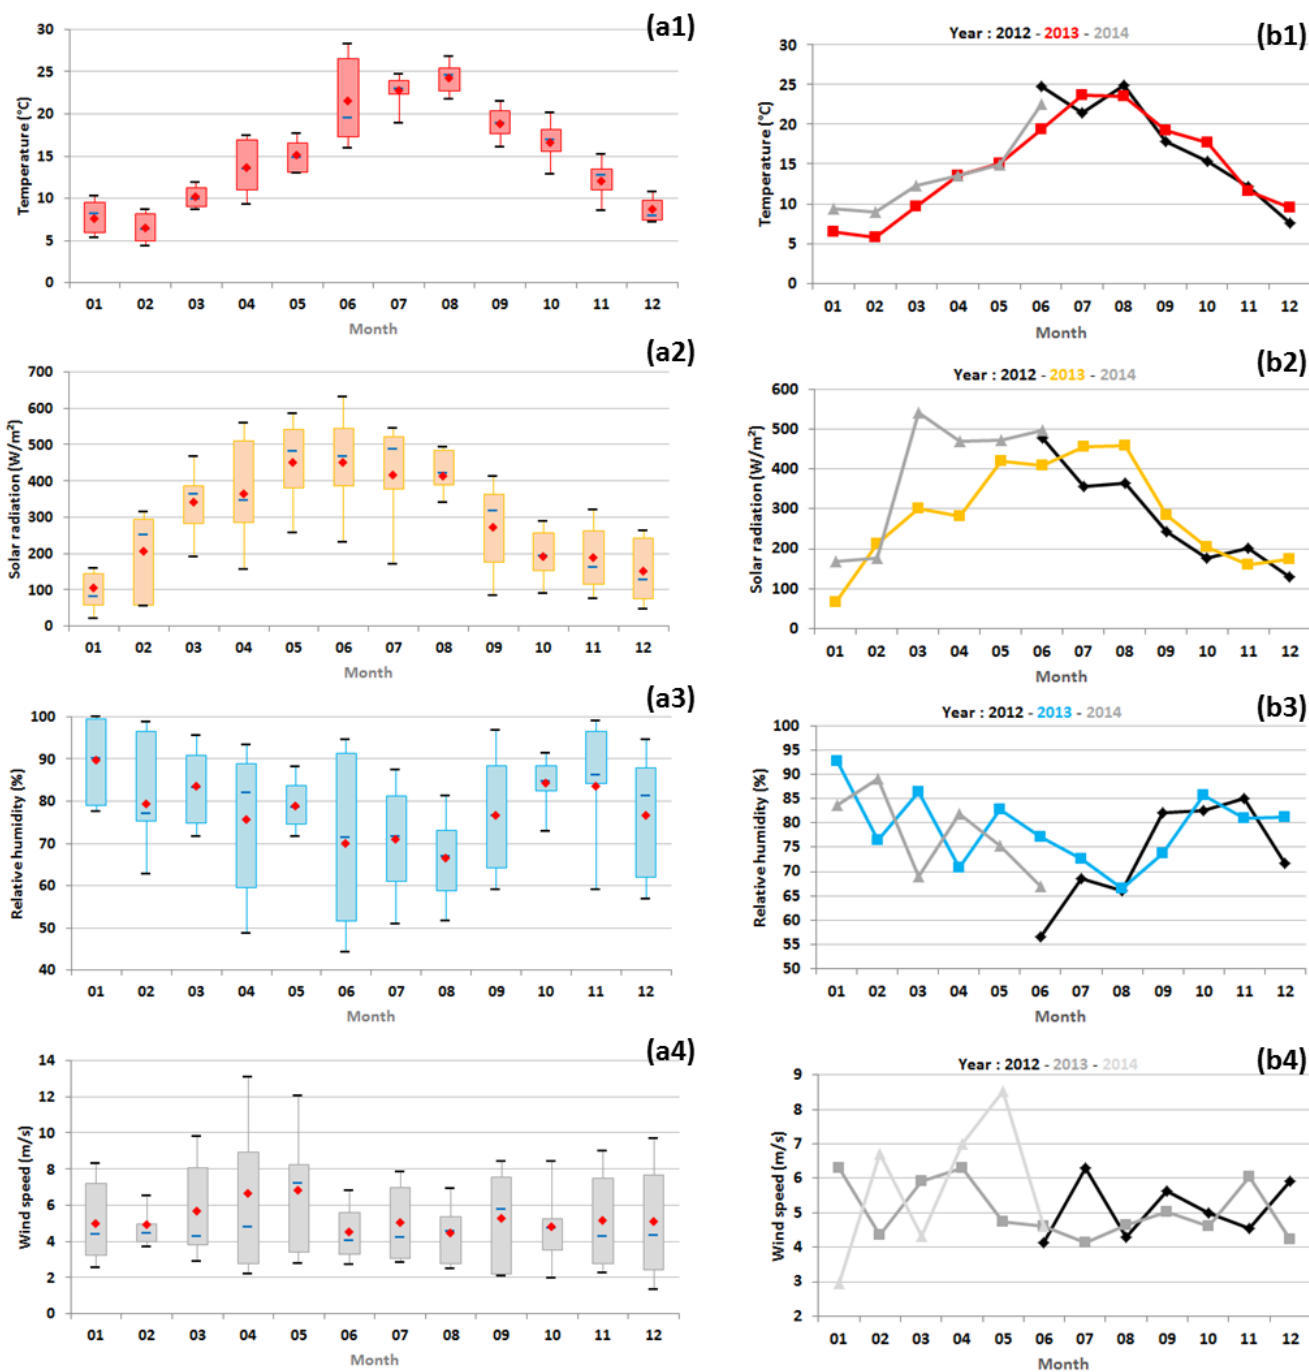 (a1)
30
25
20
15
10
5
0
Temperature (°C)
01 02 03 04 05 06 07 08 09 10 11 12
Month
(b1)
Year : 2012 - 2013 - 2014
30
25
20
15
10
5
0
Temperature (°C)
01 02 03 04 05 06 07 08 09 10 11 12
Month
(a2)
700
600
500
400
300
200
100
0
Solar radiation (W/m²)
01 02 03 04 05 06 07 08 09 10 11 12
Month
(b2)
Year : 2012 - 2013 - 2014
600
500
400
300
200
100
0
Solar radiation (W/m²)
01 02 03 04 05 06 07 08 09 10 11 12
Month
(a3)
100
90
80
70
60
50
40
Relative humidity (%)
01 02 03 04 05 06 07 08 09 10 11 12
Month
(b3)
Year : 2012 - 2013 - 2014
100
95
90
85
80
75
70
65
60
55
50
Relative humidity (%)
01 02 03 04 05 06 07 08 09 10 11 12
Month
(a4)
14
12
10
8
6
4
2
0
Wind speed (m/s)
01 02 03 04 05 06 07 08 09 10 11 12
Month
(b4)
Year : 2012 - 2013 - 2014
9
8
7
6
5
4
3
2
Wind speed (m/s)
01 02 03 04 05 06 07 08 09 10 11 12
Month